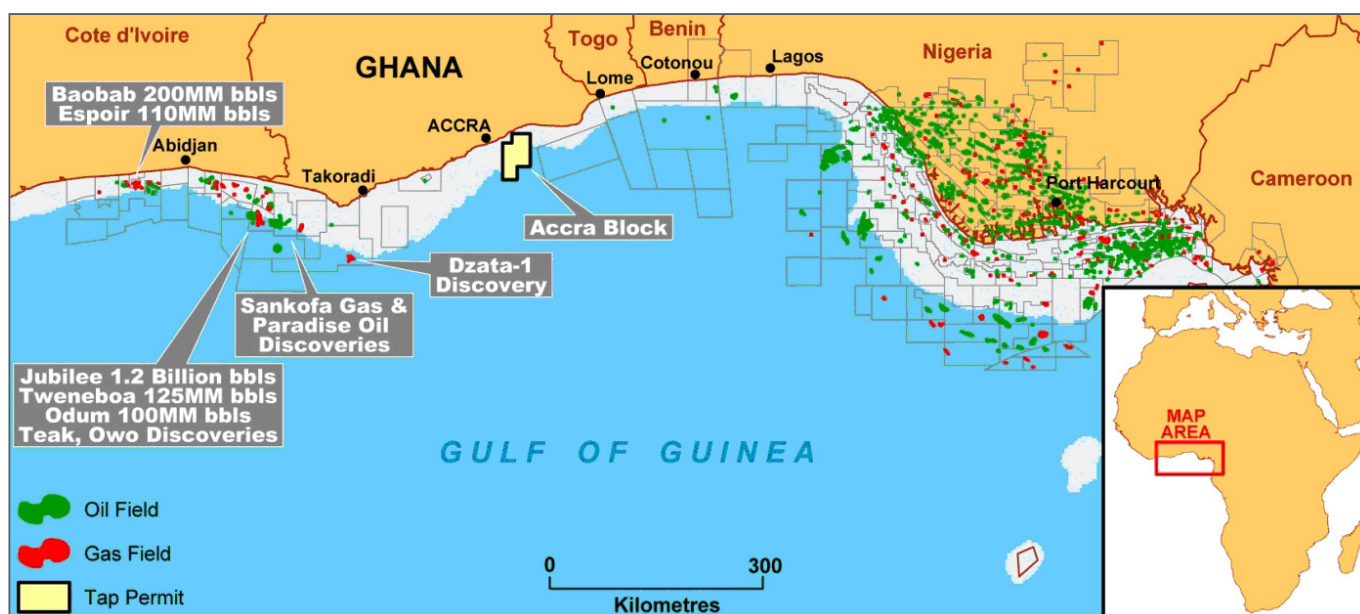 Cote d'Ivoire
GHANA
Togo
Benin
Nigeria
Cameroon
Lagos
Cotonou
Lome
ACCRA
Abidjan
Takoradi
Port Harcourt
Baobab 200MM bbls
Espoir 110MM bbls
Accra Block
Dzata-1
Discovery
Sankofa Gas &
Paradise Oil
Discoveries
Jubilee 1.2 Billion bbls
Tweneboa 125MM bbls
Odum 100MM bbls
Teak, Owo Discoveries
GULF OF GUINEA
MAP
AREA
Oil Field
Gas Field
Tap Permit
0 300
Kilometres